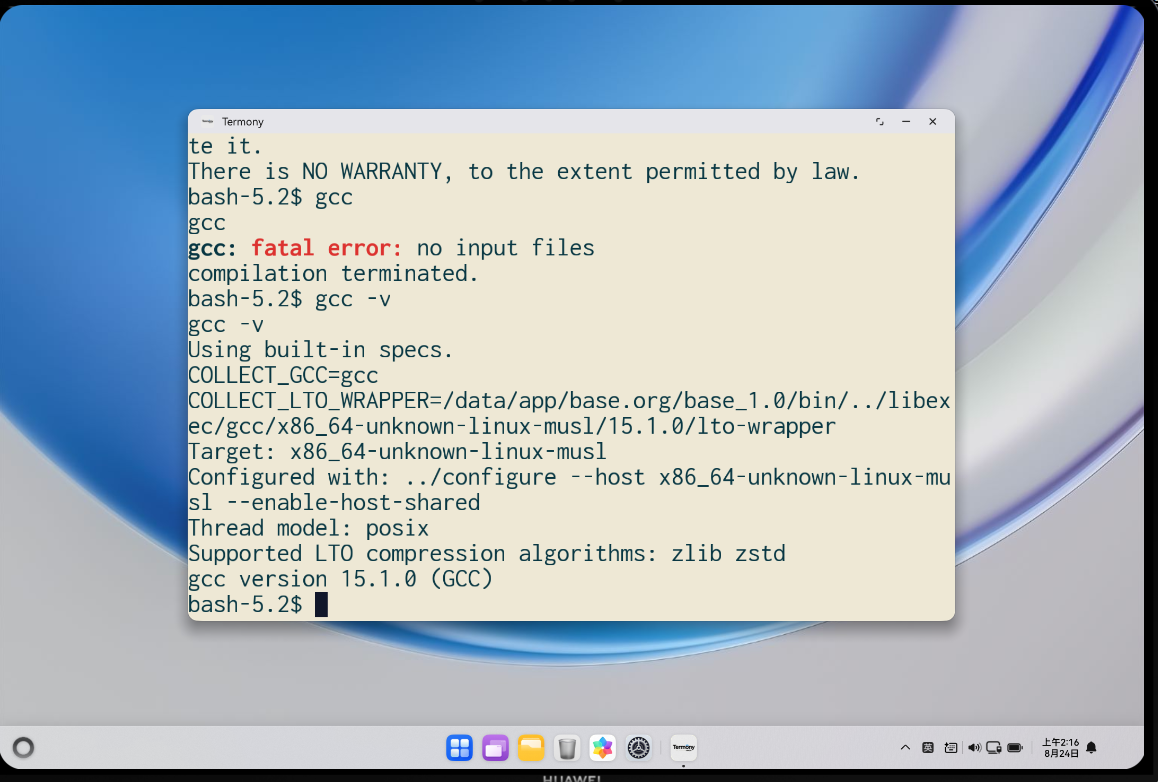 Termony
te it.
There is NO WARRANTY, to the extent permitted by law.
bash-5.2$ gcc
gcc
gcc: fatal error: no input files
compilation terminated.
bash-5.2$ gcc -v
gcc -v
Using built-in specs.
COLLECT_GCC=gcc
COLLECT_LTO_WRAPPER=/data/app/base.org/base_1.0/bin/../libex
ec/gcc/x86_64-unknown-linux-musl/15.1.0/lto-wrapper
Target: x86_64-unknown-linux-musl
Configured with: ../configure --host x86_64-unknown-linux-mu
sl --enable-host-shared
Thread model: posix
Supported LTO compression algorithms: zlib zstd
gcc version 15.1.0 (GCC)
bash-5.2$
Termony
英
上午2:16
8月24日
HUAWEI